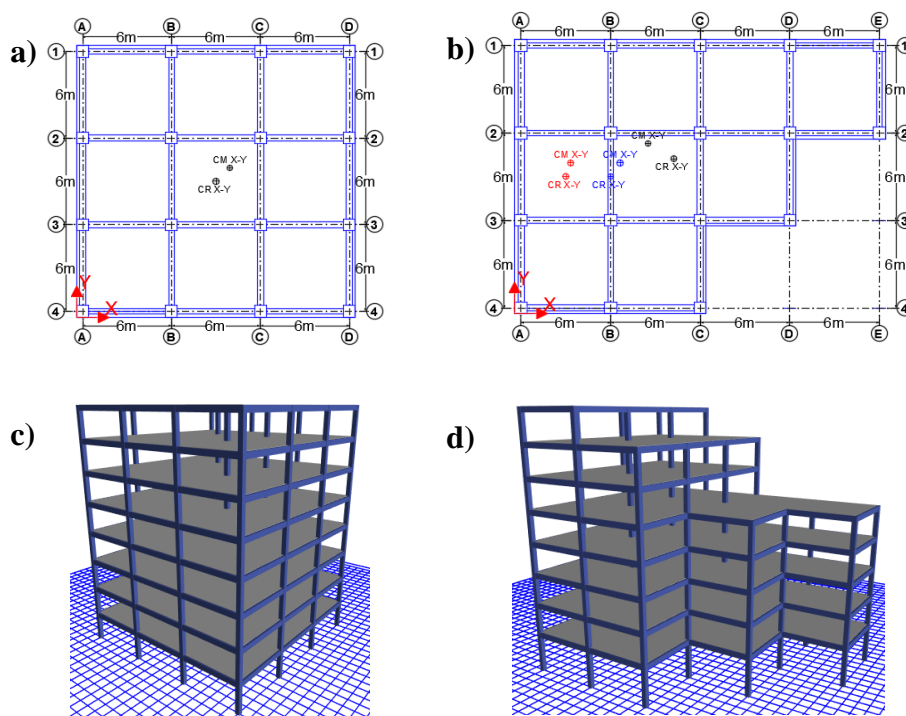 a)
A B C D
6m 6m 6m
1 1
6m 6m
2 2
CM X-Y
6m 6m
CR X-Y
3 3
6m 6m
Y
X
4 4
6m 6m 6m
A B C D
b)
A B C D E
6m 6m 6m 6m
1 1
6m 6m
2 2
CM X-Y
CM X-Y CM X-Y
6m 6m
CR X-Y CR X-Y CR X-Y
3 3
6m 6m
Y
X
4 4
6m 6m 6m 6m
A B C D E
c)
d)